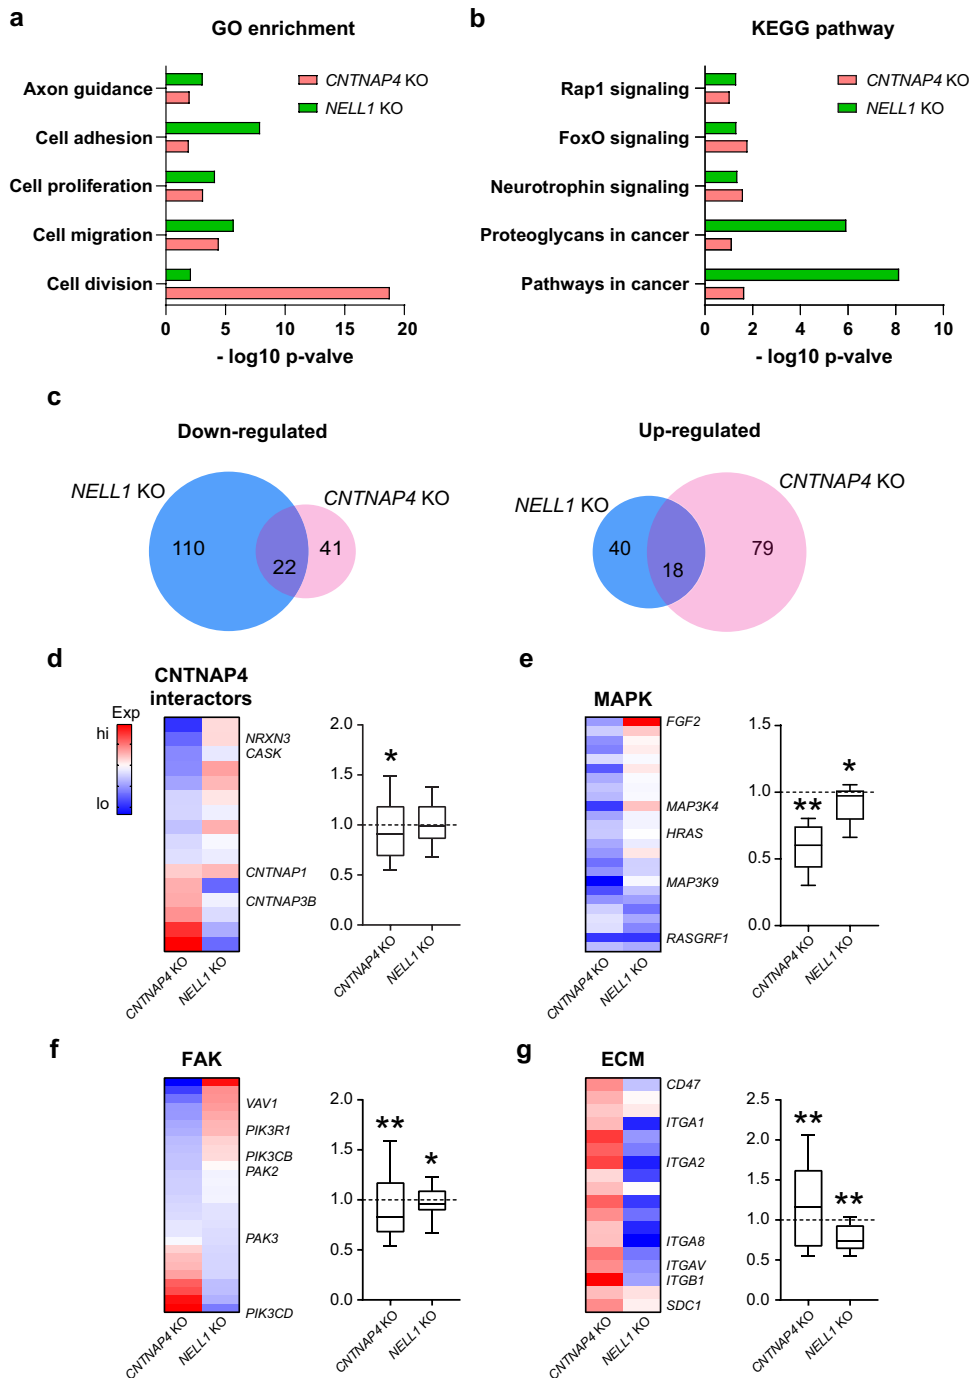 a
GO enrichment
Axon guidance
Cell adhesion
Cell proliferation
Cell migration
Cell division
CNTNAP4 KO
NELL1 KO
0 5 10 15 20
- log10 p-valve
b
KEGG pathway
Rap1 signaling
FoxO signaling
Neurotrophin signaling
Proteoglycans in cancer
Pathways in cancer
CNTNAP4 KO
NELL1 KO
0 2 4 6 8 10
- log10 p-valve
c
Down-regulated
NELL1 KO
CNTNAP4 KO
110
22
41
Up-regulated
NELL1 KO
CNTNAP4 KO
40
18
79
d
CNTNAP4
interactors
Exp
hi
lo
NRXN3
CASK
CNTNAP1
CNTNAP3B
CNTNAP4 KO
NELL1 KO
2.0
1.5
1.0
0.5
0.0
*
CNTNAP4 KO
NELL1 KO
e
MAPK
FGF2
MAP3K4
HRAS
MAP3K9
RASGRF1
CNTNAP4 KO
NELL1 KO
1.5
1.0
0.5
0.0
**
*
CNTNAP4 KO
NELL1 KO
f
FAK
VAV1
PIK3R1
PIK3CB
PAK2
PAK3
PIK3CD
CNTNAP4 KO
NELL1 KO
2.0
1.5
1.0
0.5
0.0
**
*
CNTNAP4 KO
NELL1 KO
g
ECM
CD47
ITGA1
ITGA2
ITGA8
ITGAV
ITGB1
SDC1
CNTNAP4 KO
NELL1 KO
2.5
2.0
1.5
1.0
0.5
0.0
**
**
CNTNAP4 KO
NELL1 KO